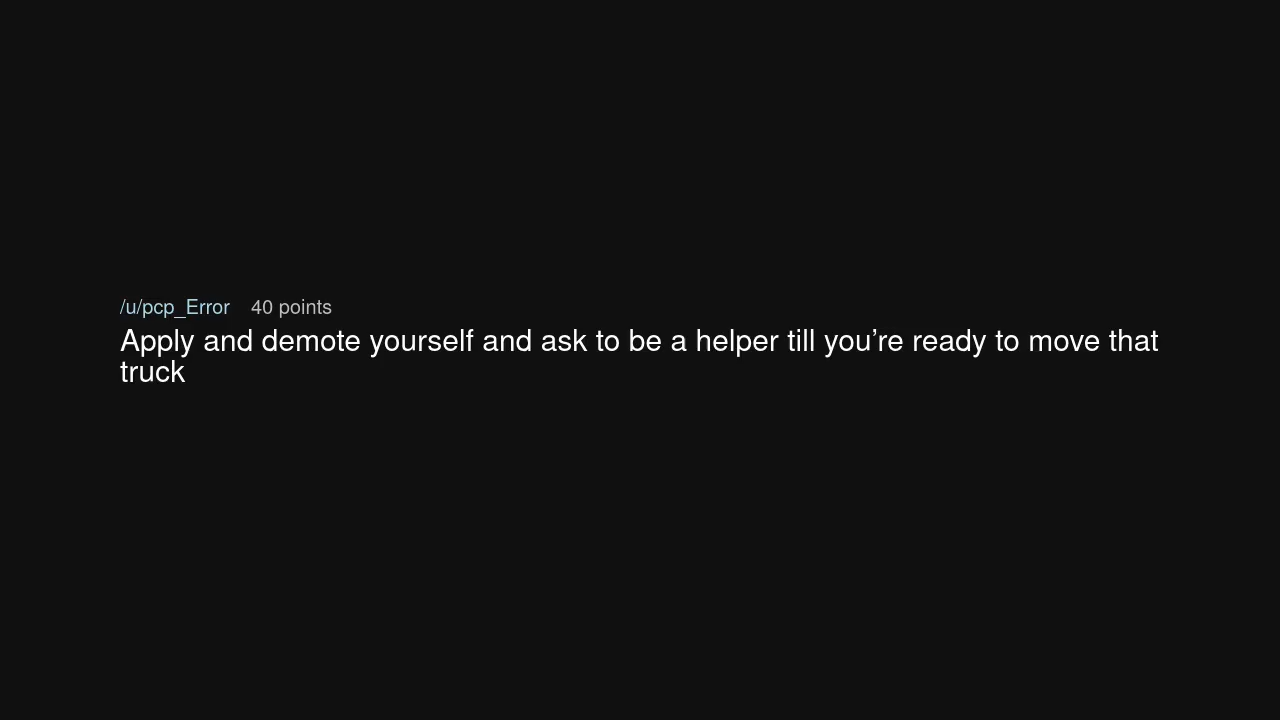 /u/pcp_Error 40 points
Apply and demote yourself and ask to be a helper till you’re ready to move that
truck